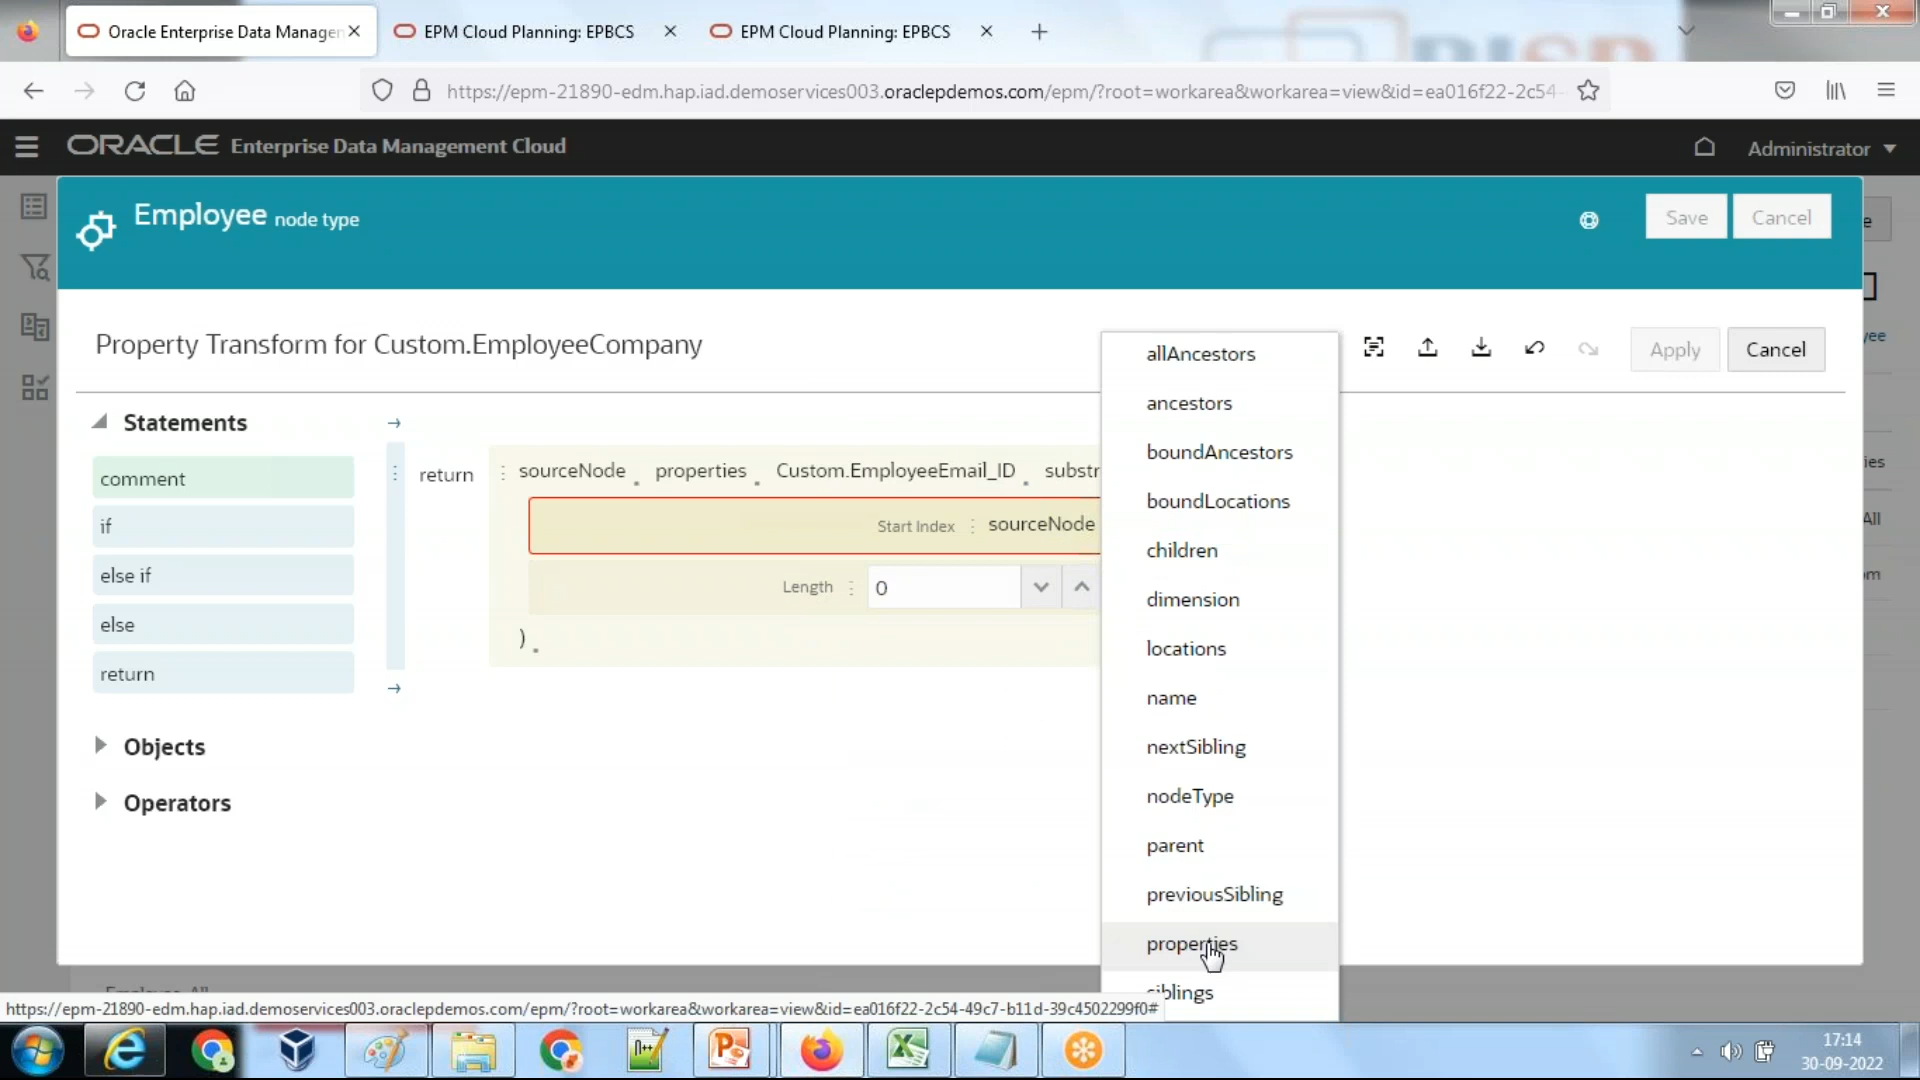 Oracle Enterprise Data Manager
EPM Cloud Planning: EPBCS
EPM Cloud Planning: EPBCS
https://epm-21890-edm.hap.iad.demoservices003.oraclepdemos.com/epm/?root=workarea&workarea=view&id=ea016f22-2c54-
ORACLE Enterprise Data Management Cloud
Administrator
Employee node type
Save
Cancel
Property Transform for Custom.EmployeeCompany
Apply
Cancel
Statements
comment
if
else if
else
return
Objects
Operators
return
sourceNode . properties . Custom.EmployeeEmail_ID . substr
Start Index : sourceNode
Length : 0
) .
allAncestors
ancestors
boundAncestors
boundLocations
children
dimension
locations
name
nextSibling
nodeType
parent
previousSibling
properties
siblings
https://epm-21890-edm.hap.iad.demoservices003.oraclepdemos.com/epm/?root=workarea&workarea=view&id=ea016f22-2c54-49c7-b11d-39c4502299f0#
17:14
30-09-2022